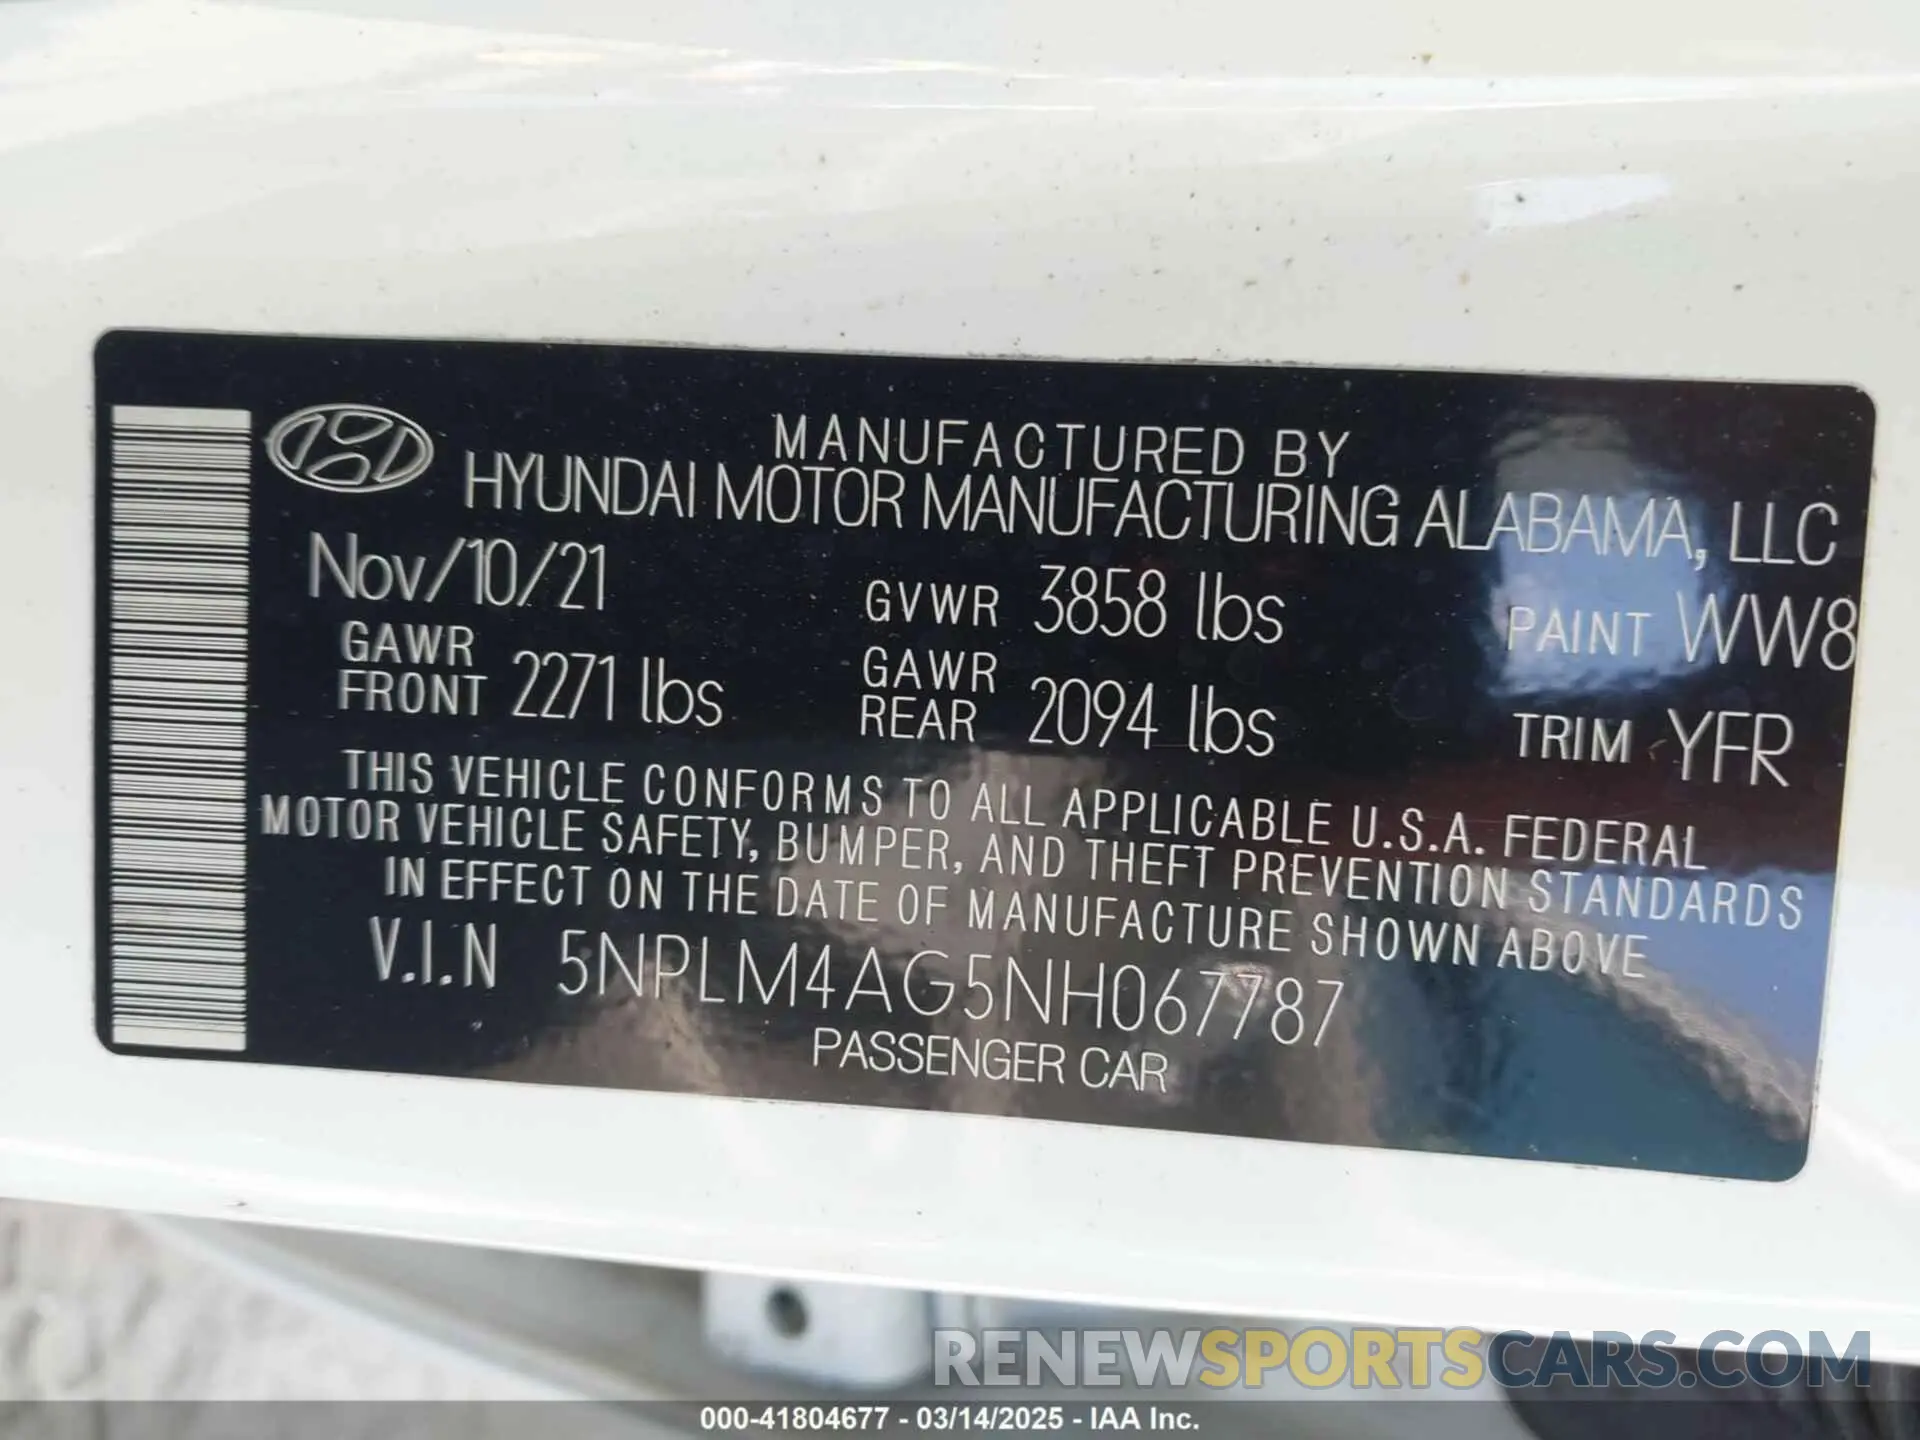 MANUFACTURED BY
HYUNDAI MOTOR MANUFACTURING ALABAMA, LLC
Nov/10/21 GVWR 3858 lbs PAINT WW8
GAWR FRONT 2271 lbs GAWR REAR 2094 lbs TRIM YFR
THIS VEHICLE CONFORMS TO ALL APPLICABLE U.S.A. FEDERAL
MOTOR VEHICLE SAFETY, BUMPER, AND THEFT PREVENTION STANDARDS
IN EFFECT ON THE DATE OF MANUFACTURE SHOWN ABOVE
V.I.N 5NPLM4AG5NH067787
PASSENGER CAR
RENEWSPORTSCARS.COM
000-41804677 - 03/14/2025 - IAA Inc.